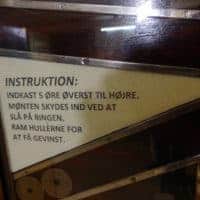 INSTRUKTION:
INDKAST 5 ØRE ØVERST TIL HØJRE.
MØNTEN SKYDES IND VED AT
SLÅ PÅ RINGEN.
RAM HULLERNE FOR
AT FÅ GEVINST.